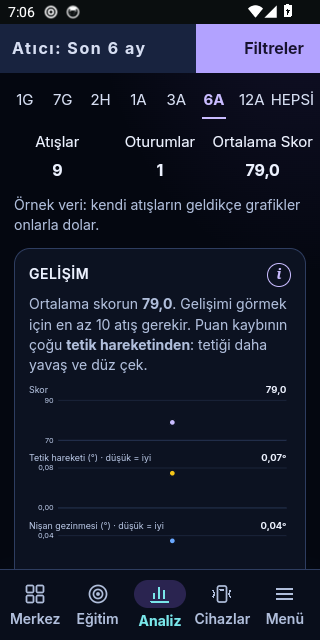 7:06
Atıcı: Son 6 ay
Filtreler
1G 7G 2H 1A 3A 6A 12A HEPSİ
Atışlar Oturumlar Ortalama Skor
9 1 79,0
Örnek veri: kendi atışların geldikçe grafikler
onlarla dolar.
GELİŞİM
i
Ortalama skorun 79,0. Gelişimi görmek
için en az 10 atış gerekir. Puan kaybının
çoğu tetik hareketinden: tetiği daha
yavaş ve düz çek.
Skor 79,0
90
70
Tetik hareketi (°) · düşük = iyi 0,07°
0,08
0,00
Nişan gezinmesi (°) · düşük = iyi 0,04°
0,04
Merkez Eğitim Analiz Cihazlar Menü